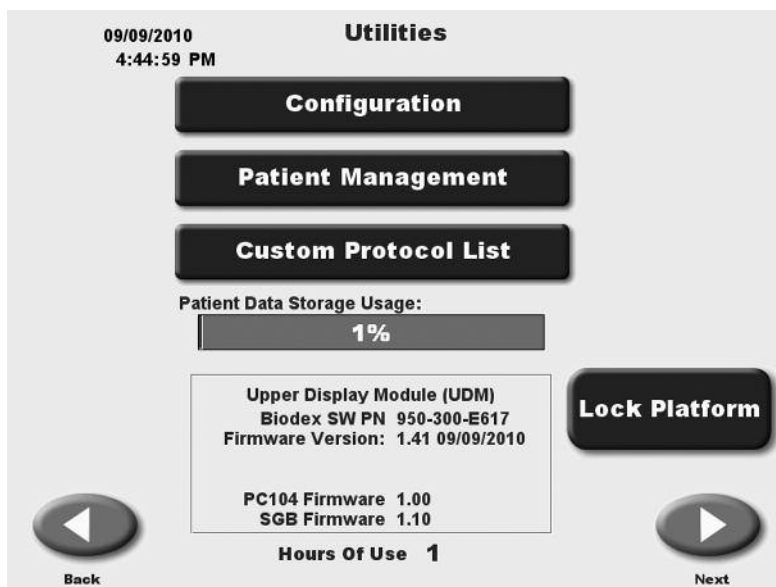 09/09/2010
4:44:59 PM
Utilities
Configuration
Patient Management
Custom Protocol List
Patient Data Storage Usage:
1%
Upper Display Module (UDM)
Biodex SW PN 950-300-E617
Firmware Version: 1.41 09/09/2010
PC104 Firmware 1.00
SGB Firmware 1.10
Lock Platform
Hours Of Use 1
Back
Next